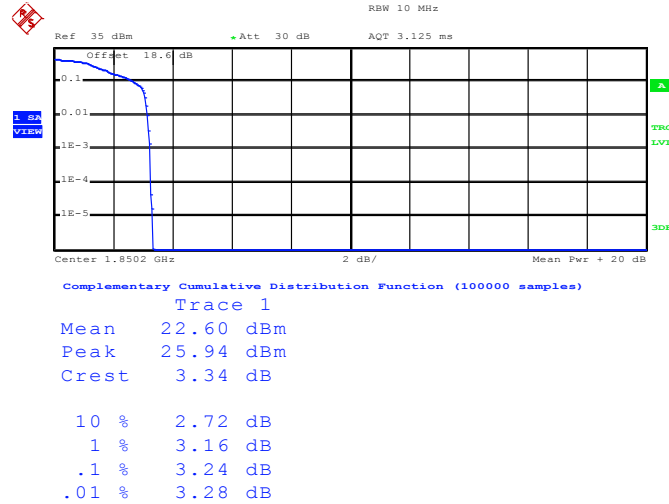 RBW 10 MHz
Ref 35 dBm * Att 30 dB AQT 3.125 ms
Offset 18.6 dB
0.1
A
0.01
1 SA
VIEW
TRG
LVL
1E-3
1E-4
1E-5
3DB
Center 1.8502 GHz 2 dB/ Mean Pwr + 20 dB
Complementary Cumulative Distribution Function (100000 samples)
Trace 1
Mean 22.60 dBm
Peak 25.94 dBm
Crest 3.34 dB
10 % 2.72 dB
1 % 3.16 dB
.1 % 3.24 dB
.01 % 3.28 dB